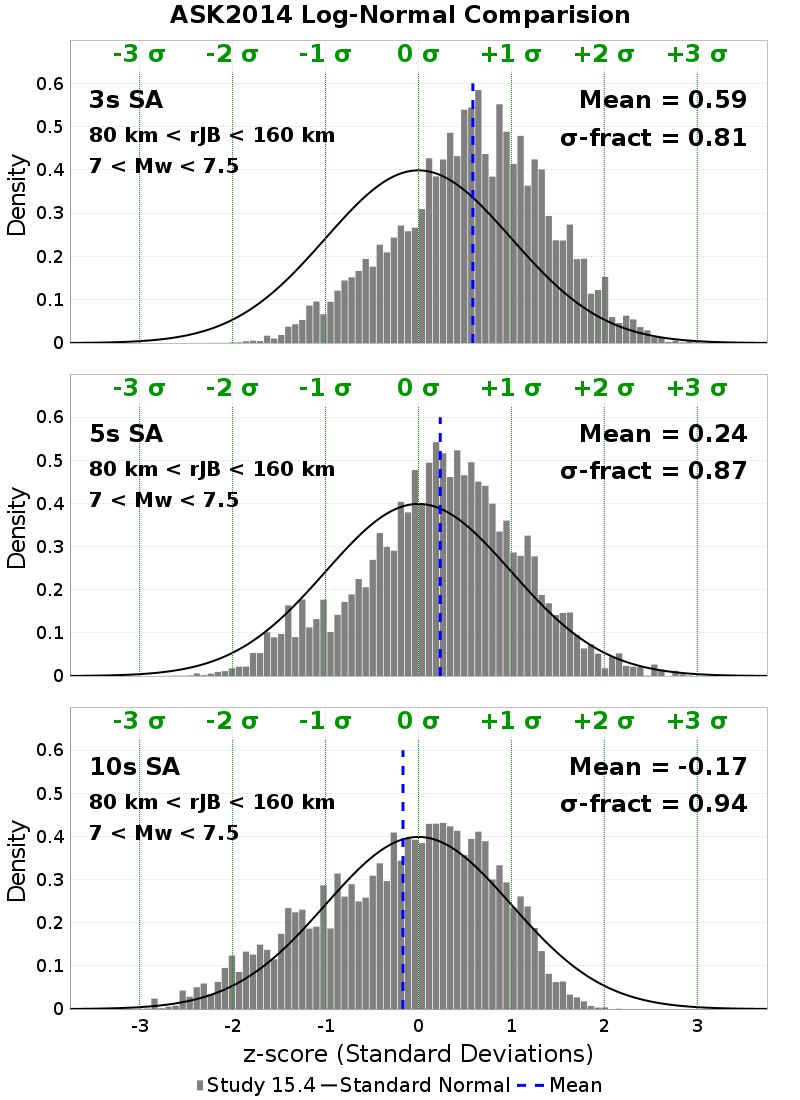 ASK2014 Log-Normal Comparision
-3 σ -2 σ -1 σ 0 σ +1 σ +2 σ +3 σ
3s SA
80 km < rJB < 160 km
7 < Mw < 7.5
Mean = 0.59
σ-fract = 0.81
0.6
0.5
0.4
0.3
0.2
0.1
0
Density
-3 σ -2 σ -1 σ 0 σ +1 σ +2 σ +3 σ
5s SA
80 km < rJB < 160 km
7 < Mw < 7.5
Mean = 0.24
σ-fract = 0.87
0.6
0.5
0.4
0.3
0.2
0.1
0
Density
-3 σ -2 σ -1 σ 0 σ +1 σ +2 σ +3 σ
10s SA
80 km < rJB < 160 km
7 < Mw < 7.5
Mean = -0.17
σ-fract = 0.94
0.6
0.5
0.4
0.3
0.2
0.1
0
Density
-3 -2 -1 0 1 2 3
z-score (Standard Deviations)
Study 15.4 Standard Normal Mean